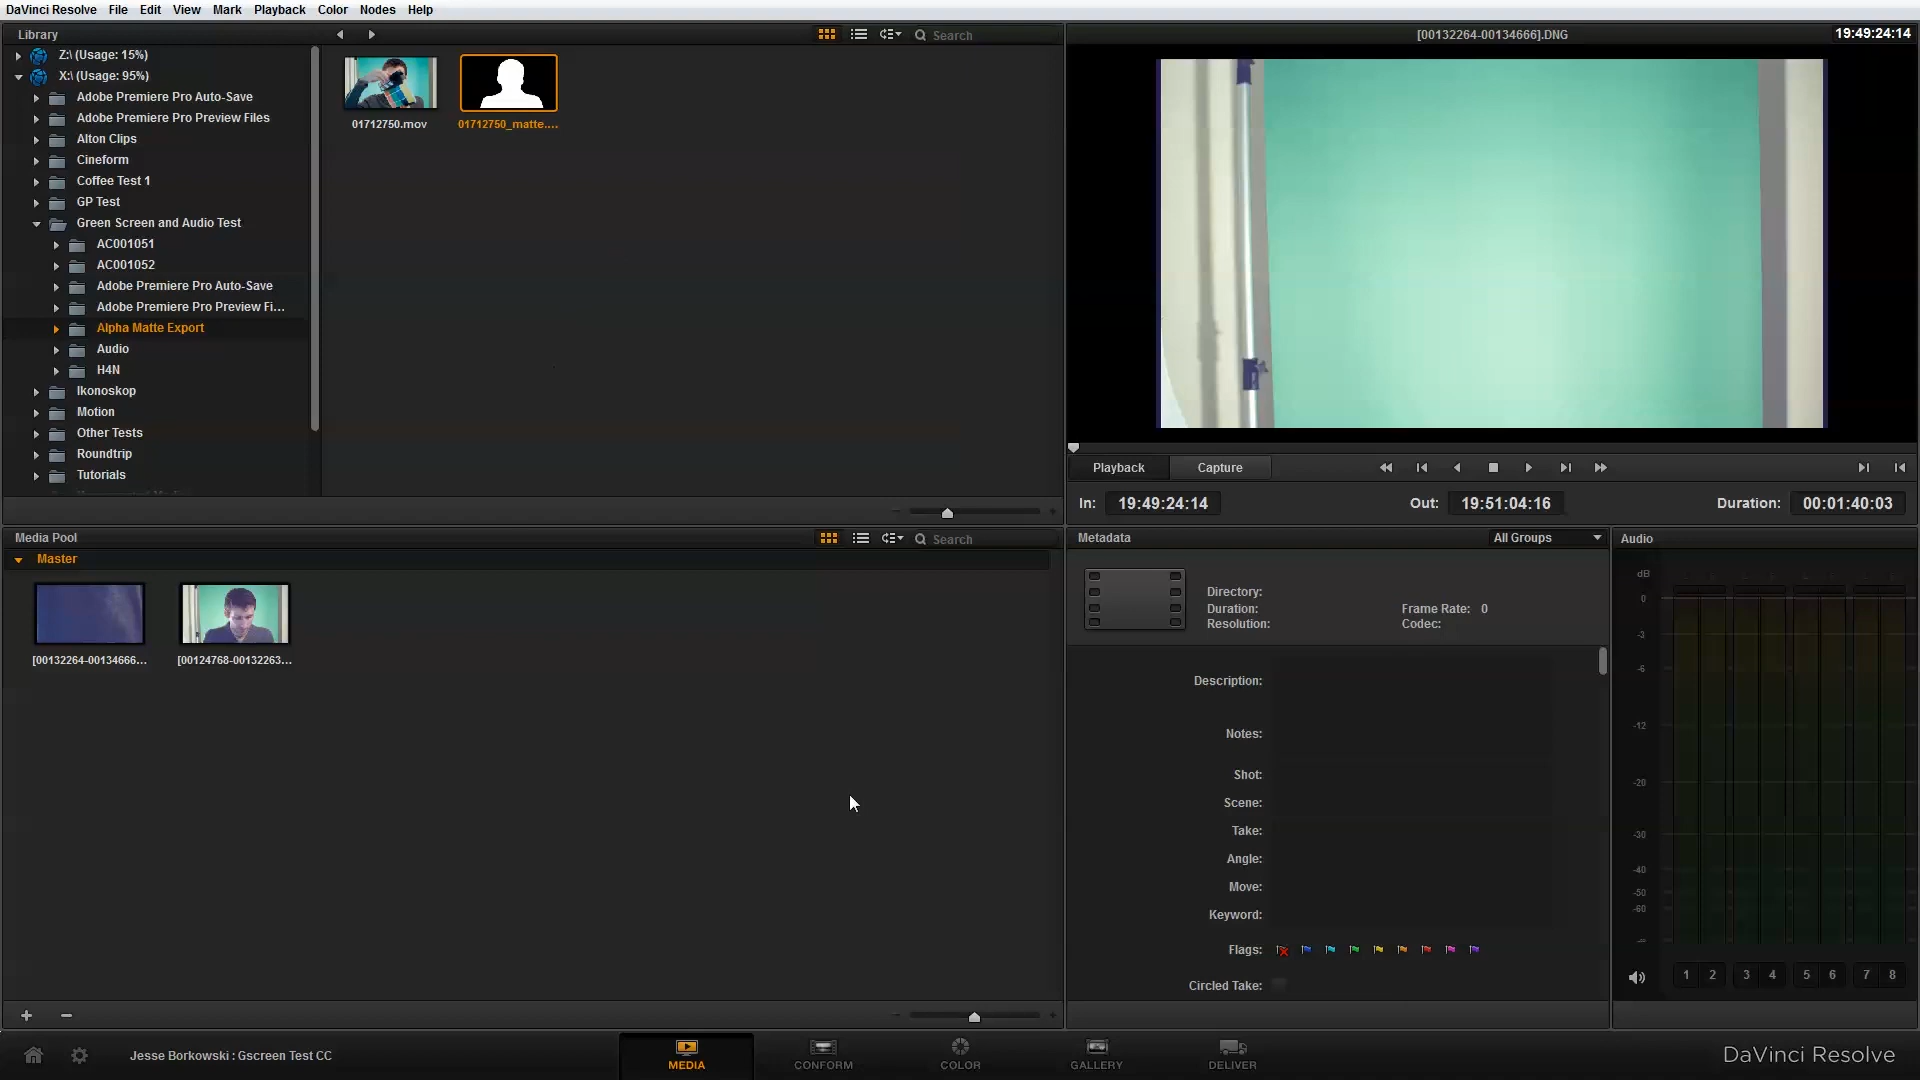 DaVinci Resolve File Edit View Mark Playback Color Nodes Help
Library
Search
Z:\ (Usage: 15%)
X:\ (Usage: 95%)
Adobe Premiere Pro Auto-Save
Adobe Premiere Pro Preview Files
Alton Clips
Cineform
Coffee Test 1
GP Test
Green Screen and Audio Test
AC001051
AC001052
Adobe Premiere Pro Auto-Save
Adobe Premiere Pro Preview Fi...
Alpha Matte Export
Audio
H4N
Ikonoskop
Motion
Other Tests
Roundtrip
Tutorials
01712750.mov
01712750_matte....
[00132264-00134666].DNG
19:49:24:14
Playback
Capture
In: 19:49:24:14
Out: 19:51:04:16
Duration: 00:01:40:03
Media Pool
Search
Master
[00132264-00134666...
[00124768-00132263...
Metadata
All Groups
Directory:
Duration:
Resolution:
Frame Rate: 0
Codec:
Description:
Notes:
Shot:
Scene:
Take:
Angle:
Move:
Keyword:
Flags:
Circled Take:
Audio
dB
0
-3
-6
-12
-20
-30
-40
-50
-60
1 2 3 4 5 6 7 8
Jesse Borkowski : Gscreen Test CC
MEDIA
CONFORM
COLOR
GALLERY
DELIVER
DaVinci Resolve